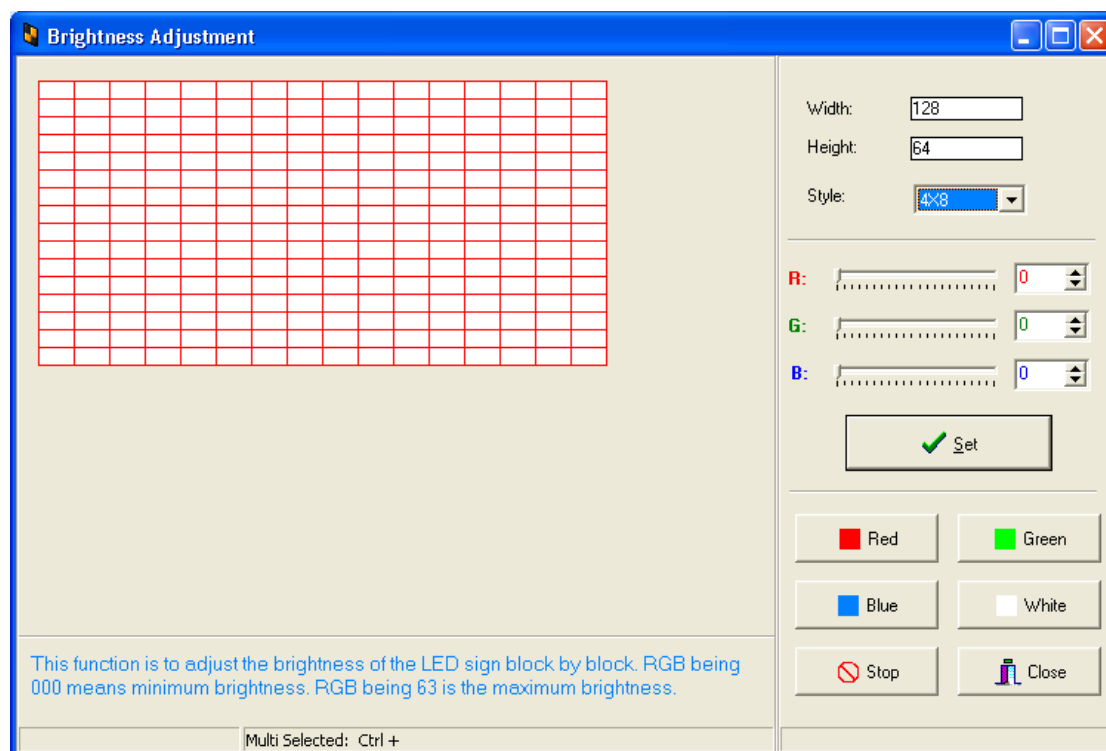 Brightness Adjustment
Width: 128
Height: 64
Style: 4X8
R: 0
G: 0
B: 0
Set
Red Green
Blue White
Stop Close
This function is to adjust the brightness of the LED sign block by block. RGB being
000 means minimum brightness. RGB being 63 is the maximum brightness.
Multi Selected: Ctrl +